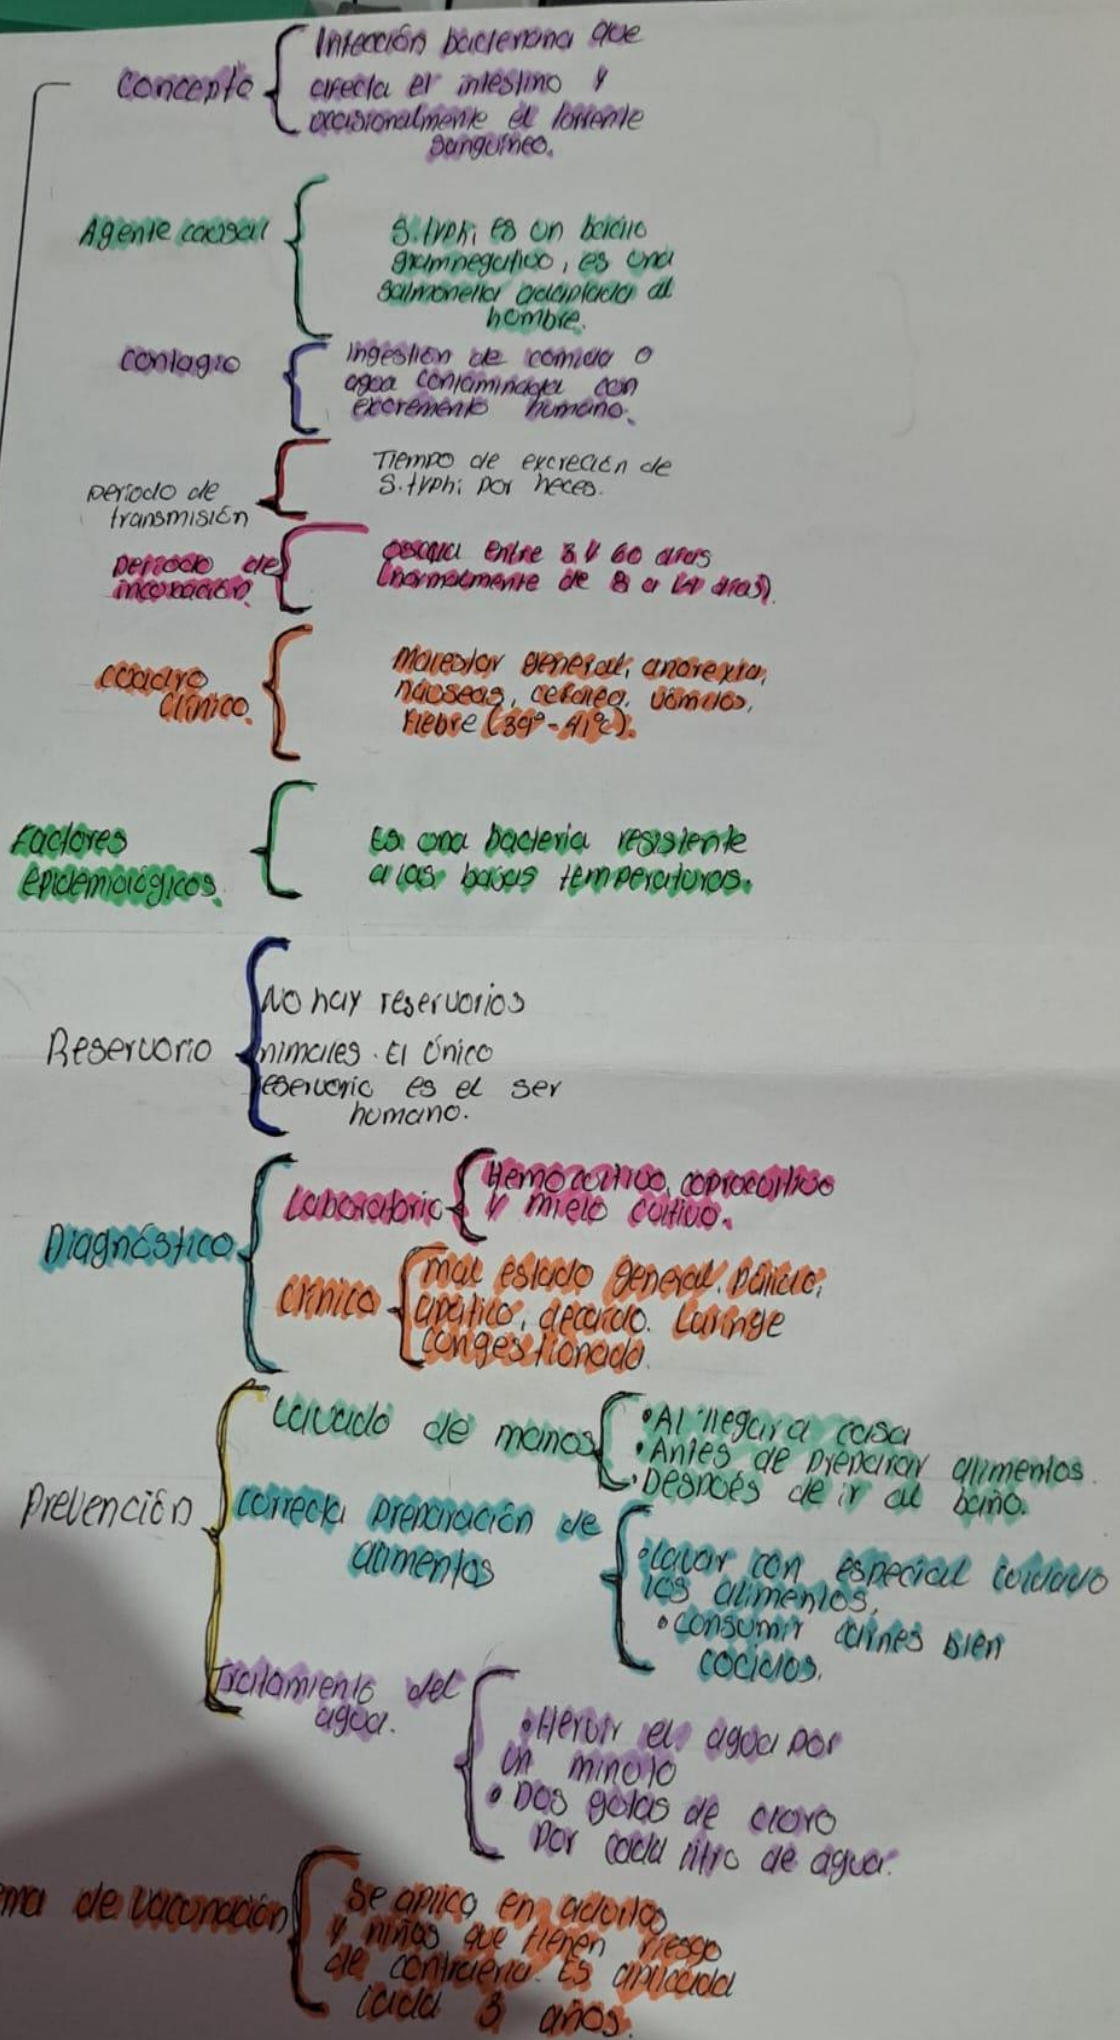 Concepto
Infección bacteriana que
afecta el intestino y
occasionalmente el torrente
sanguíneo.
Agente causal
S. typhi es un bacilo
gramnegativo, es una
salmonella adaptada al
hombre.
Contagio
Ingestión de comida o
agua contaminada con
excremento humano.
periodo de
transmisión
Tiempo de excreción de
S. typhi por heces.
periodo de
incubación.
oscila entre 3 y 60 días
(normalmente de 8 a 14 días).
cuadro
clínico.
Malestar general, anorexia,
náuseas, cefalea, vómitos,
Fiebre (39° - 41°c).
Factores
epidemiológicos.
Es una bacteria resistente
a las bajas temperaturas.
Reservorio
No hay reservorios
nimales. El único
eservorio es el ser
humano.
Diagnóstico
Laboratorio
Hemocultivo, coprocultivo
y mielo cultivo.
Clínico
mal estado general. Pálido,
apático, decaído. Laringe
congestionada.
Prevención
Lavado de manos
• Al llegar a casa
• Antes de preparar alimentos.
• Después de ir al baño.
correcta preparación de
alimentos
• Lavar con especial cuidado
los alimentos.
• consumir carnes bien
cocidos.
Tratamiento del
agua.
• Hervir el agua por
un minuto
• Dos gotas de cloro
por cada litro de agua.
ma de vacunación
Se aplica en adultos
y niños que tienen riesgo
de contraerla. Es aplicada
cada 3 años.